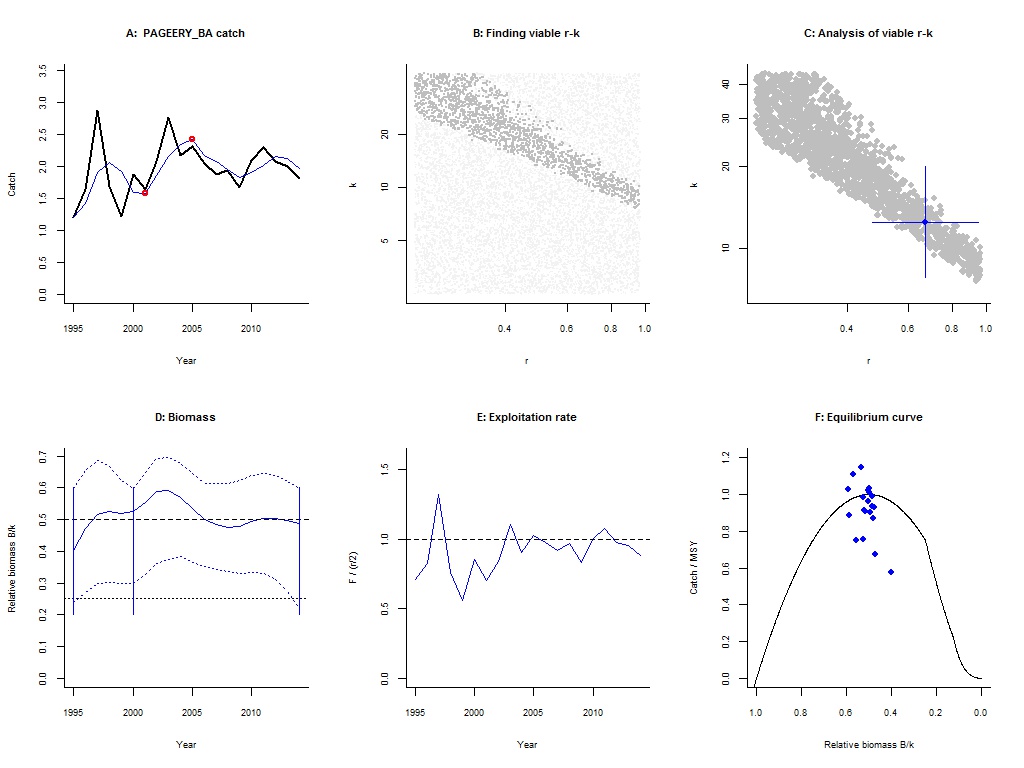 A: PAGEERY_BA catch
Catch
3.5
3.0
2.5
2.0
1.5
1.0
0.5
0.0
1995 2000 2005 2010
Year
B: Finding viable r-k
k
20
10
5
0.4 0.6 0.8 1.0
r
C: Analysis of viable r-k
k
40
30
20
10
0.4 0.6 0.8 1.0
r
D: Biomass
Relative biomass B/k
0.7
0.6
0.5
0.4
0.3
0.2
0.1
0.0
1995 2000 2005 2010
Year
E: Exploitation rate
F / (r/2)
1.5
1.0
0.5
0.0
1995 2000 2005 2010
Year
F: Equilibrium curve
Catch / MSY
1.2
1.0
0.8
0.6
0.4
0.2
0.0
1.0 0.8 0.6 0.4 0.2 0.0
Relative biomass B/k